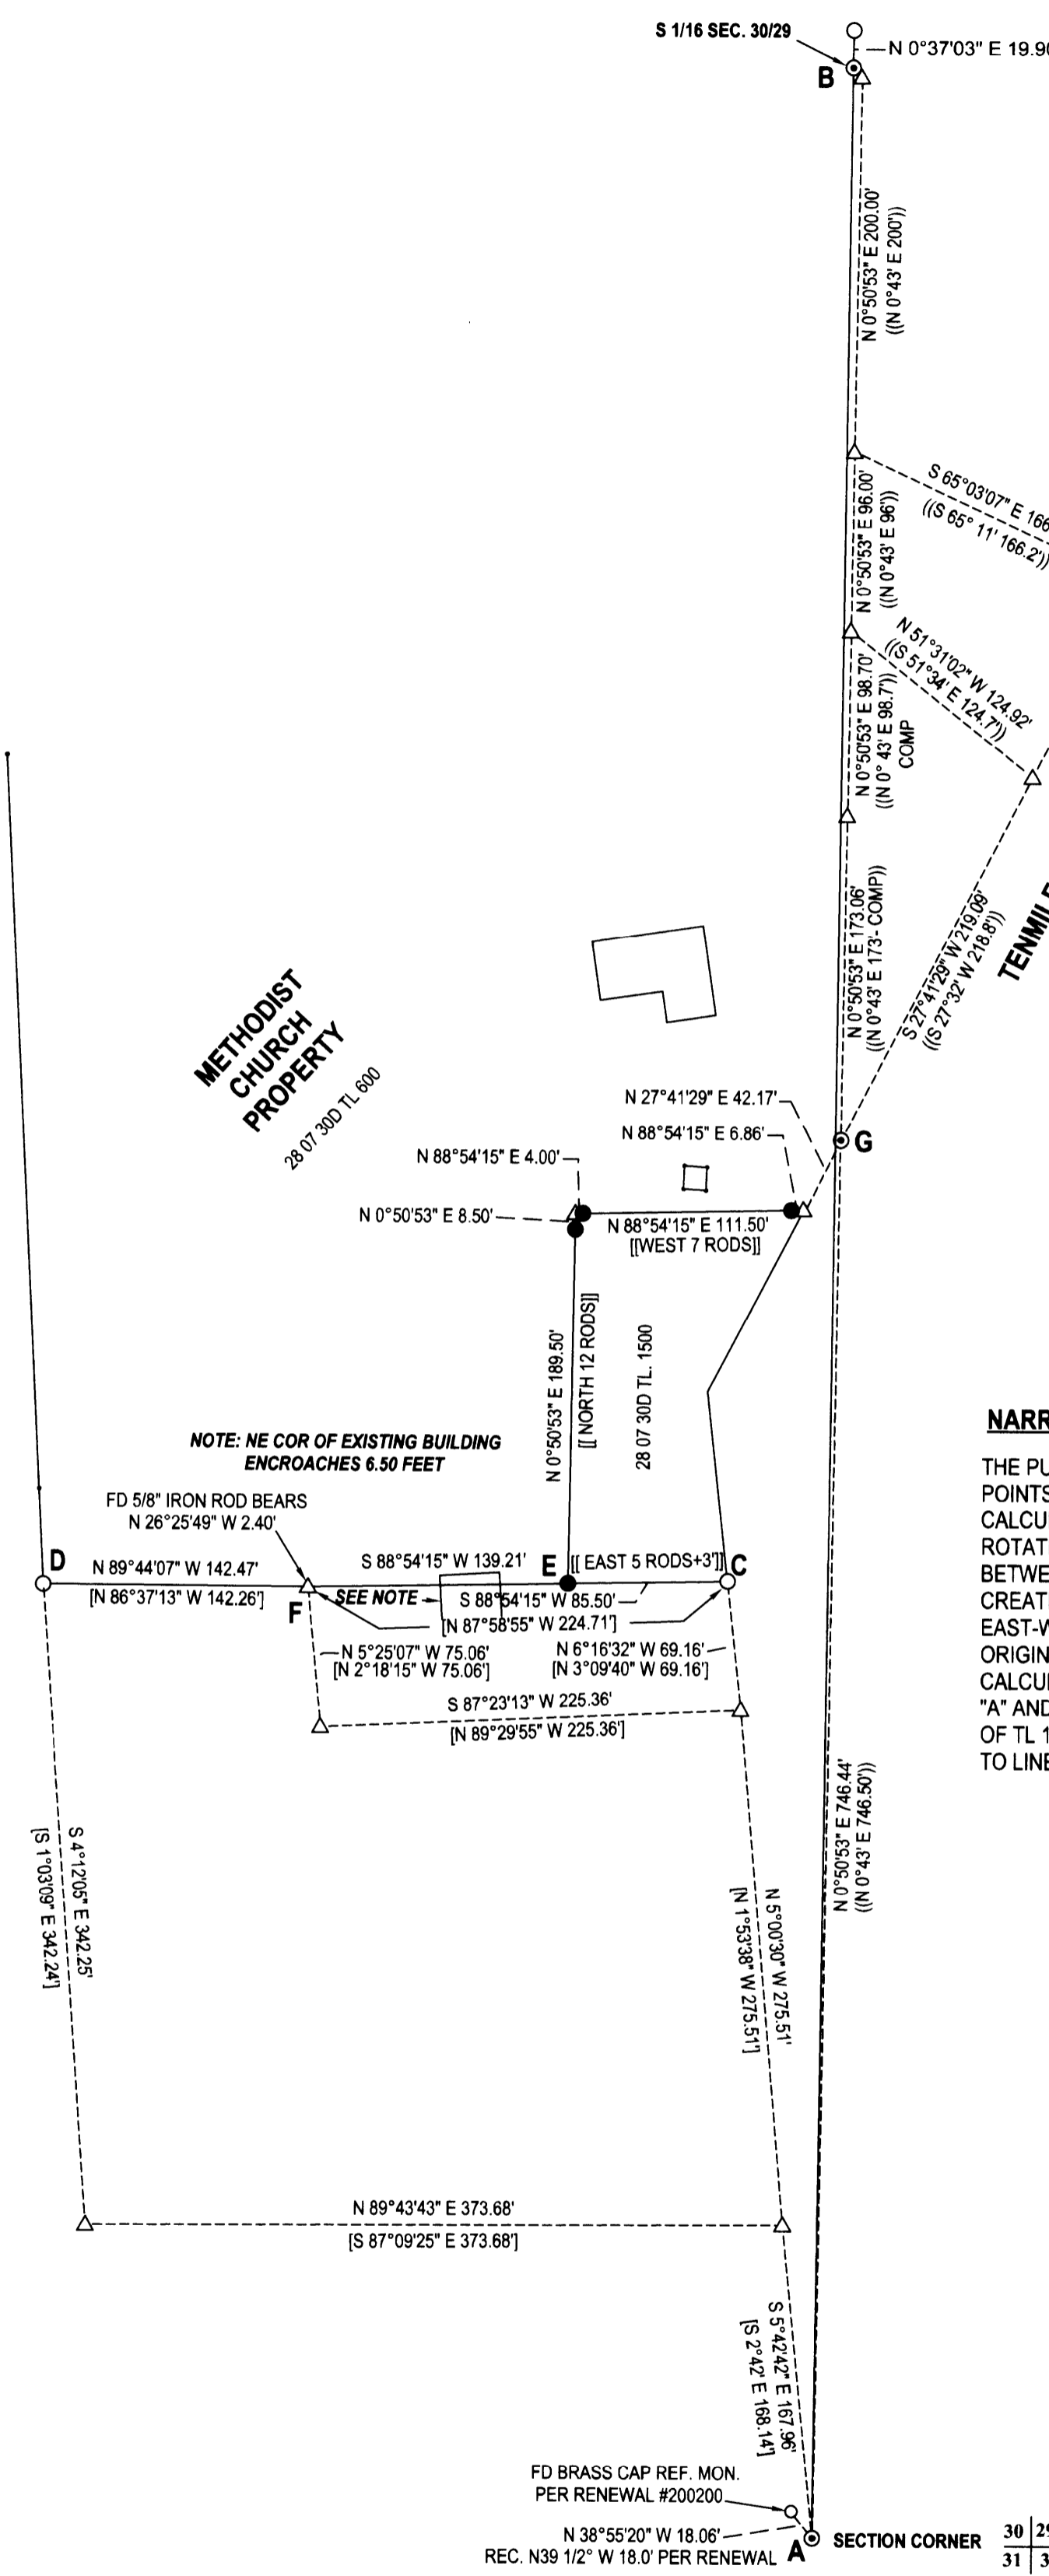 S 1/16 SEC. 30/29
N 0°37'03" E 19.90
B
N 0°50'53" E 200.00'
((N 0°43' E 200'))
S 65°03'07" E 166
((S 65° 11' 166.2'))
N 0°50'53" E 96.00'
((N 0°43' E 96'))
N 51°31'02" W 124.92'
((S 51°34' E 124.7'))
N 0°50'53" E 98.70'
((N 0° 43' E 98.7'))
COMP
N 0°50'53" E 173.06'
((N 0°43' E 173'- COMP))
S 27°41'29" W 219.09'
((S 27°32' W 218.8'))
TENMILE
METHODIST
CHURCH
PROPERTY
28 07 30D TL 600
N 27°41'29" E 42.17'
N 88°54'15" E 6.86'
G
N 88°54'15" E 4.00'
N 0°50'53" E 8.50'
N 88°54'15" E 111.50'
[[WEST 7 RODS]]
N 0°50'53" E 189.50'
[[ NORTH 12 RODS]]
28 07 30D TL. 1500
NOTE: NE COR OF EXISTING BUILDING
ENCROACHES 6.50 FEET
FD 5/8" IRON ROD BEARS
N 26°25'49" W 2.40'
D
N 89°44'07" W 142.47'
[N 86°37'13" W 142.26']
F
S 88°54'15" W 139.21'
E
[[ EAST 5 RODS+3']]
C
SEE NOTE
S 88°54'15" W 85.50'
[N 87°58'55" W 224.71']
N 5°25'07" W 75.06'
[N 2°18'15" W 75.06']
N 6°16'32" W 69.16'
[N 3°09'40" W 69.16']
S 87°23'13" W 225.36'
[N 89°29'55" W 225.36']
NARR
THE PU
POINTS
CALCU
ROTAT
BETWE
CREAT
EAST-W
ORIGIN
CALCU
"A" AND
OF TL 1
TO LINE
N 0°50'53" E 746.44'
((N 0°43' E 746.50'))
S 4°12'05" E 342.25'
[S 1°03'09" E 342.24']
N 5°00'30" W 275.51'
[N 1°53'38" W 275.51']
N 89°43'43" E 373.68'
[S 87°09'25" E 373.68']
S 5°42'42" E 167.96'
[S 2°42' E 168.14']
FD BRASS CAP REF. MON.
PER RENEWAL #200200
N 38°55'20" W 18.06'
REC. N39 1/2° W 18.0' PER RENEWAL
A
SECTION CORNER
30 29
31 3